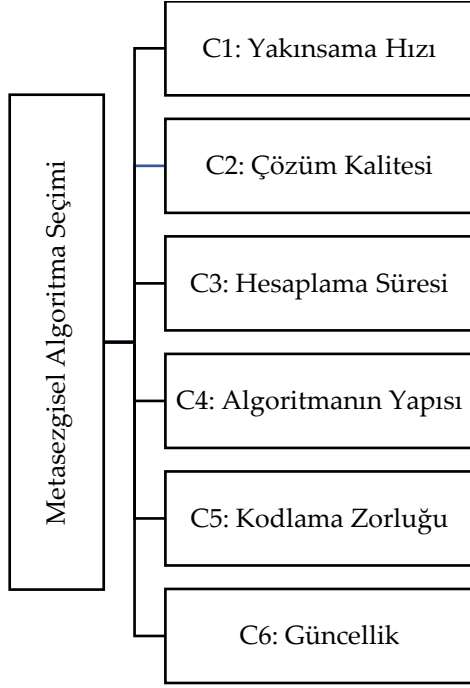 Metasezgisel Algoritma Seçimi
C1: Yakınsama Hızı
C2: Çözüm Kalitesi
C3: Hesaplama Süresi
C4: Algoritmanın Yapısı
C5: Kodlama Zorluğu
C6: Güncellik